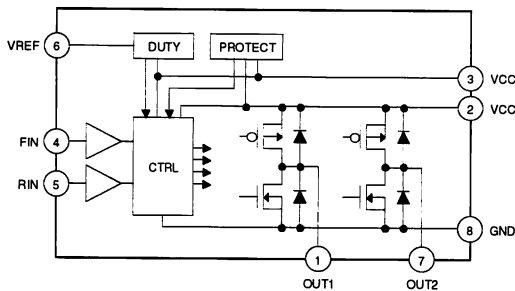 VREF 6 DUTY PROTECT
3 VCC
2 VCC
FIN 4
CTRL
RIN 5
8 GND
1 7
OUT1 OUT2